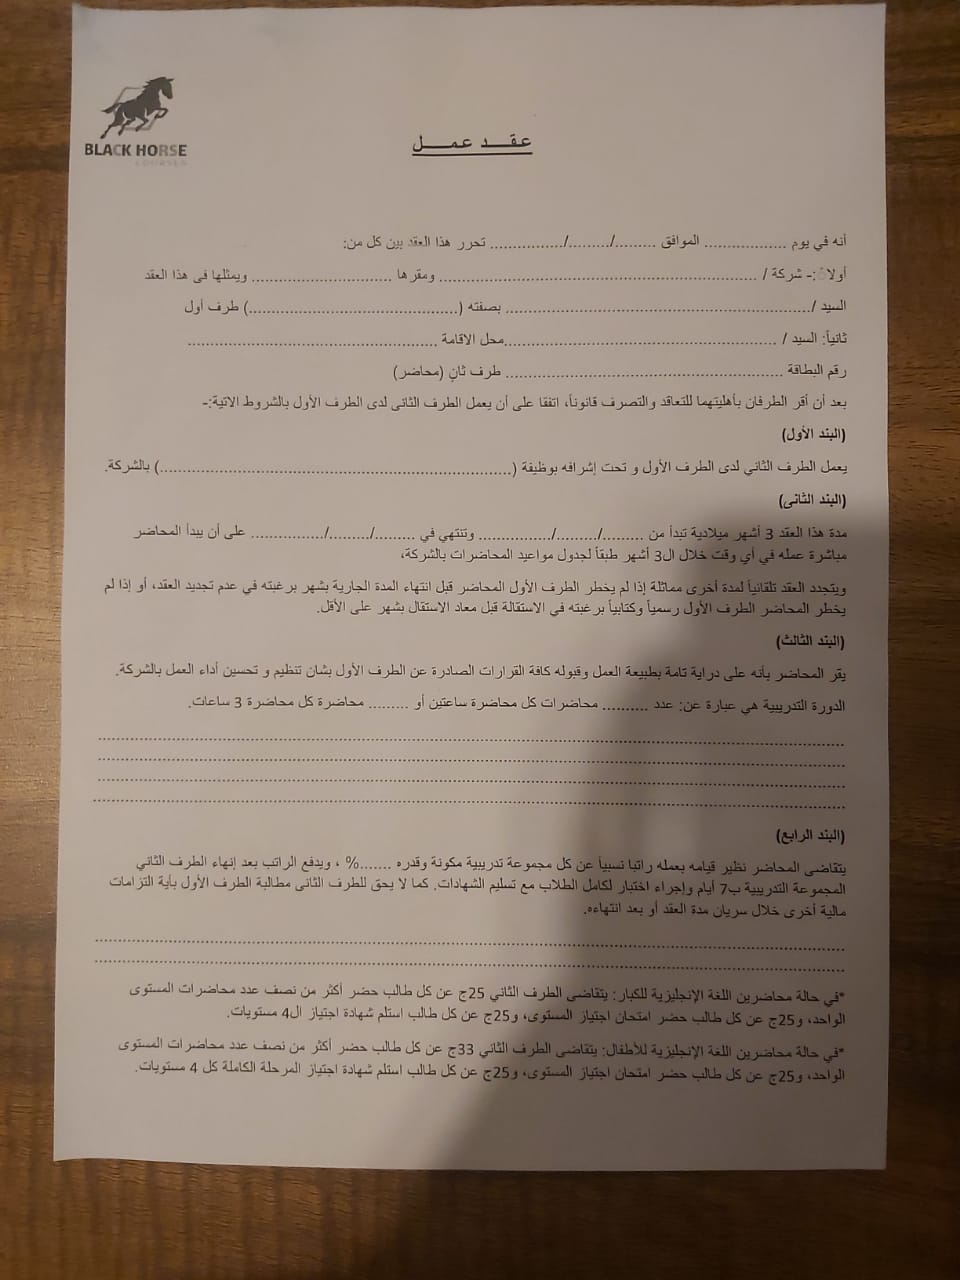 BLACK HORSE
COURSES
عقد عمل
أنه في يوم .................. الموافق ........./........./................ تحرر هذا العقد بين كل من:
أولاً:- شركة / ...................................................................... ومقرها ............................... ويمثلها فى هذا العقد
السيد /.................................................................... بصفته (..............................................) طرف أول
ثانياً: السيد / ............................................................محل الاقامة .......................................................
رقم البطاقة ............................................................. طرف ثانٍ (محاضر)
بعد أن أقر الطرفان بأهليتهما للتعاقد والتصرف قانوناً، اتفقا على أن يعمل الطرف الثانى لدى الطرف الأول بالشروط الاتية:-
(البند الأول)
يعمل الطرف الثاني لدى الطرف الأول و تحت إشرافه بوظيفة (..............................................................................) بالشركة.
(البند الثانى)
مدة هذا العقد 3 أشهر ميلادية تبدأ من ........./........./................ وتنتهي في ........./........./................ على أن يبدأ المحاضر
مباشرة عمله في أي وقت خلال ال3 أشهر طبقاً لجدول مواعيد المحاضرات بالشركة،
ويتجدد العقد تلقائياً لمدة أخرى مماثلة إذا لم يخطر الطرف الأول المحاضر قبل انتهاء المدة الجارية بشهر برغبته في عدم تجديد العقد، أو إذا لم
يخطر المحاضر الطرف الأول رسمياً وكتابياً برغبته في الاستقالة قبل معاد الاستقال بشهر على الأقل.
(البند الثالث)
يقر المحاضر بأنه على دراية تامة بطبيعة العمل وقبوله كافة القرارات الصادرة عن الطرف الأول بشان تنظيم و تحسين أداء العمل بالشركة.
الدورة التدريبية هي عبارة عن: عدد .......... محاضرات كل محاضرة ساعتين أو ......... محاضرة كل محاضرة 3 ساعات.
(البند الرابع)
يتقاضى المحاضر نظير قيامه بعمله راتبا نسبياً عن كل مجموعة تدريبية مكونة وقدره .......% ، ويدفع الراتب بعد إنهاء الطرف الثاني
المجموعة التدريبية ب7 أيام وإجراء اختبار لكامل الطلاب مع تسليم الشهادات. كما لا يحق للطرف الثانى مطالبة الطرف الأول بأية التزامات
مالية أخرى خلال سريان مدة العقد أو بعد انتهاءه.
*في حالة محاضرين اللغة الإنجليزية للكبار: يتقاضى الطرف الثاني 25ج عن كل طالب حضر أكثر من نصف عدد محاضرات المستوى
الواحد، و25ج عن كل طالب حضر امتحان اجتياز المستوى، و25ج عن كل طالب استلم شهادة اجتياز ال4 مستويات.
*في حالة محاضرين اللغة الإنجليزية للأطفال: يتقاضى الطرف الثاني 33ج عن كل طالب حضر أكثر من نصف عدد محاضرات المستوى
الواحد، و25ج عن كل طالب حضر امتحان اجتياز المستوى، و25ج عن كل طالب استلم شهادة اجتياز المرحلة الكاملة كل 4 مستويات.